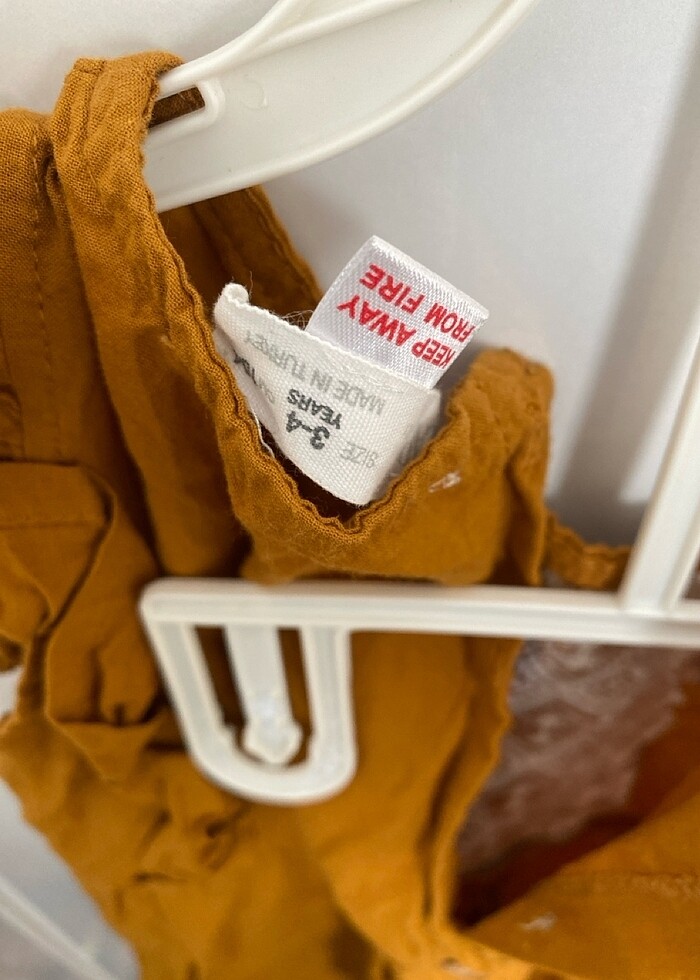 KEEP AWAY
FROM FIRE
SIZE
3-4
YEARS
MADE IN TURKEY